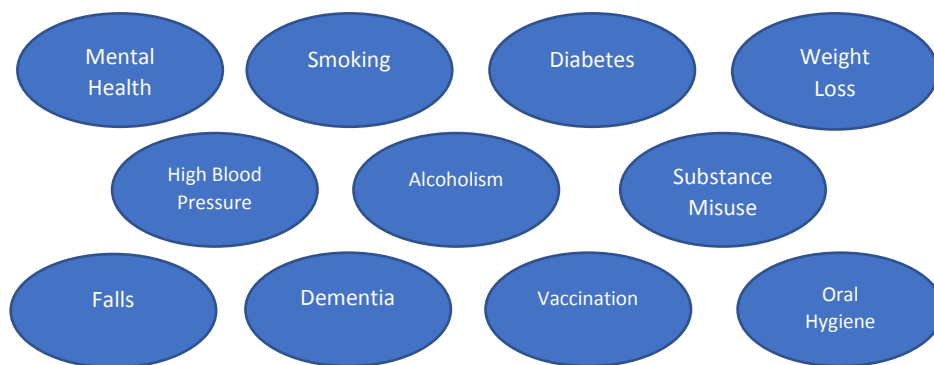 Mental
Health
Smoking
Diabetes
Weight
Loss
High Blood
Pressure
Alcoholism
Substance
Misuse
Falls
Dementia
Vaccination
Oral
Hygiene